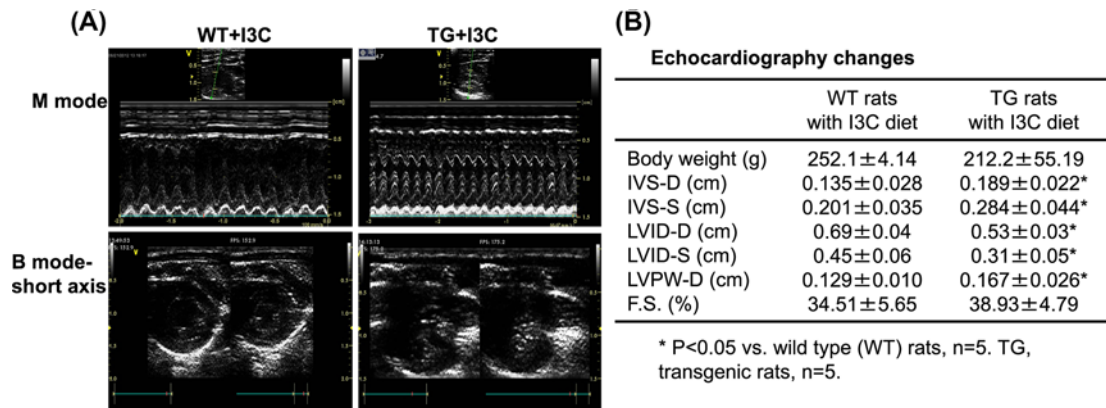 (A)
WT+I3C
TG+I3C
M mode
B mode-
short axis
(B)
Echocardiography changes
WT rats
with I3C diet
TG rats
with I3C diet
Body weight (g) 252.1±4.14 212.2±55.19
IVS-D (cm) 0.135±0.028 0.189±0.022*
IVS-S (cm) 0.201±0.035 0.284±0.044*
LVID-D (cm) 0.69±0.04 0.53±0.03*
LVID-S (cm) 0.45±0.06 0.31±0.05*
LVPW-D (cm) 0.129±0.010 0.167±0.026*
F.S. (%) 34.51±5.65 38.93±4.79
* P<0.05 vs. wild type (WT) rats, n=5. TG,
transgenic rats, n=5.